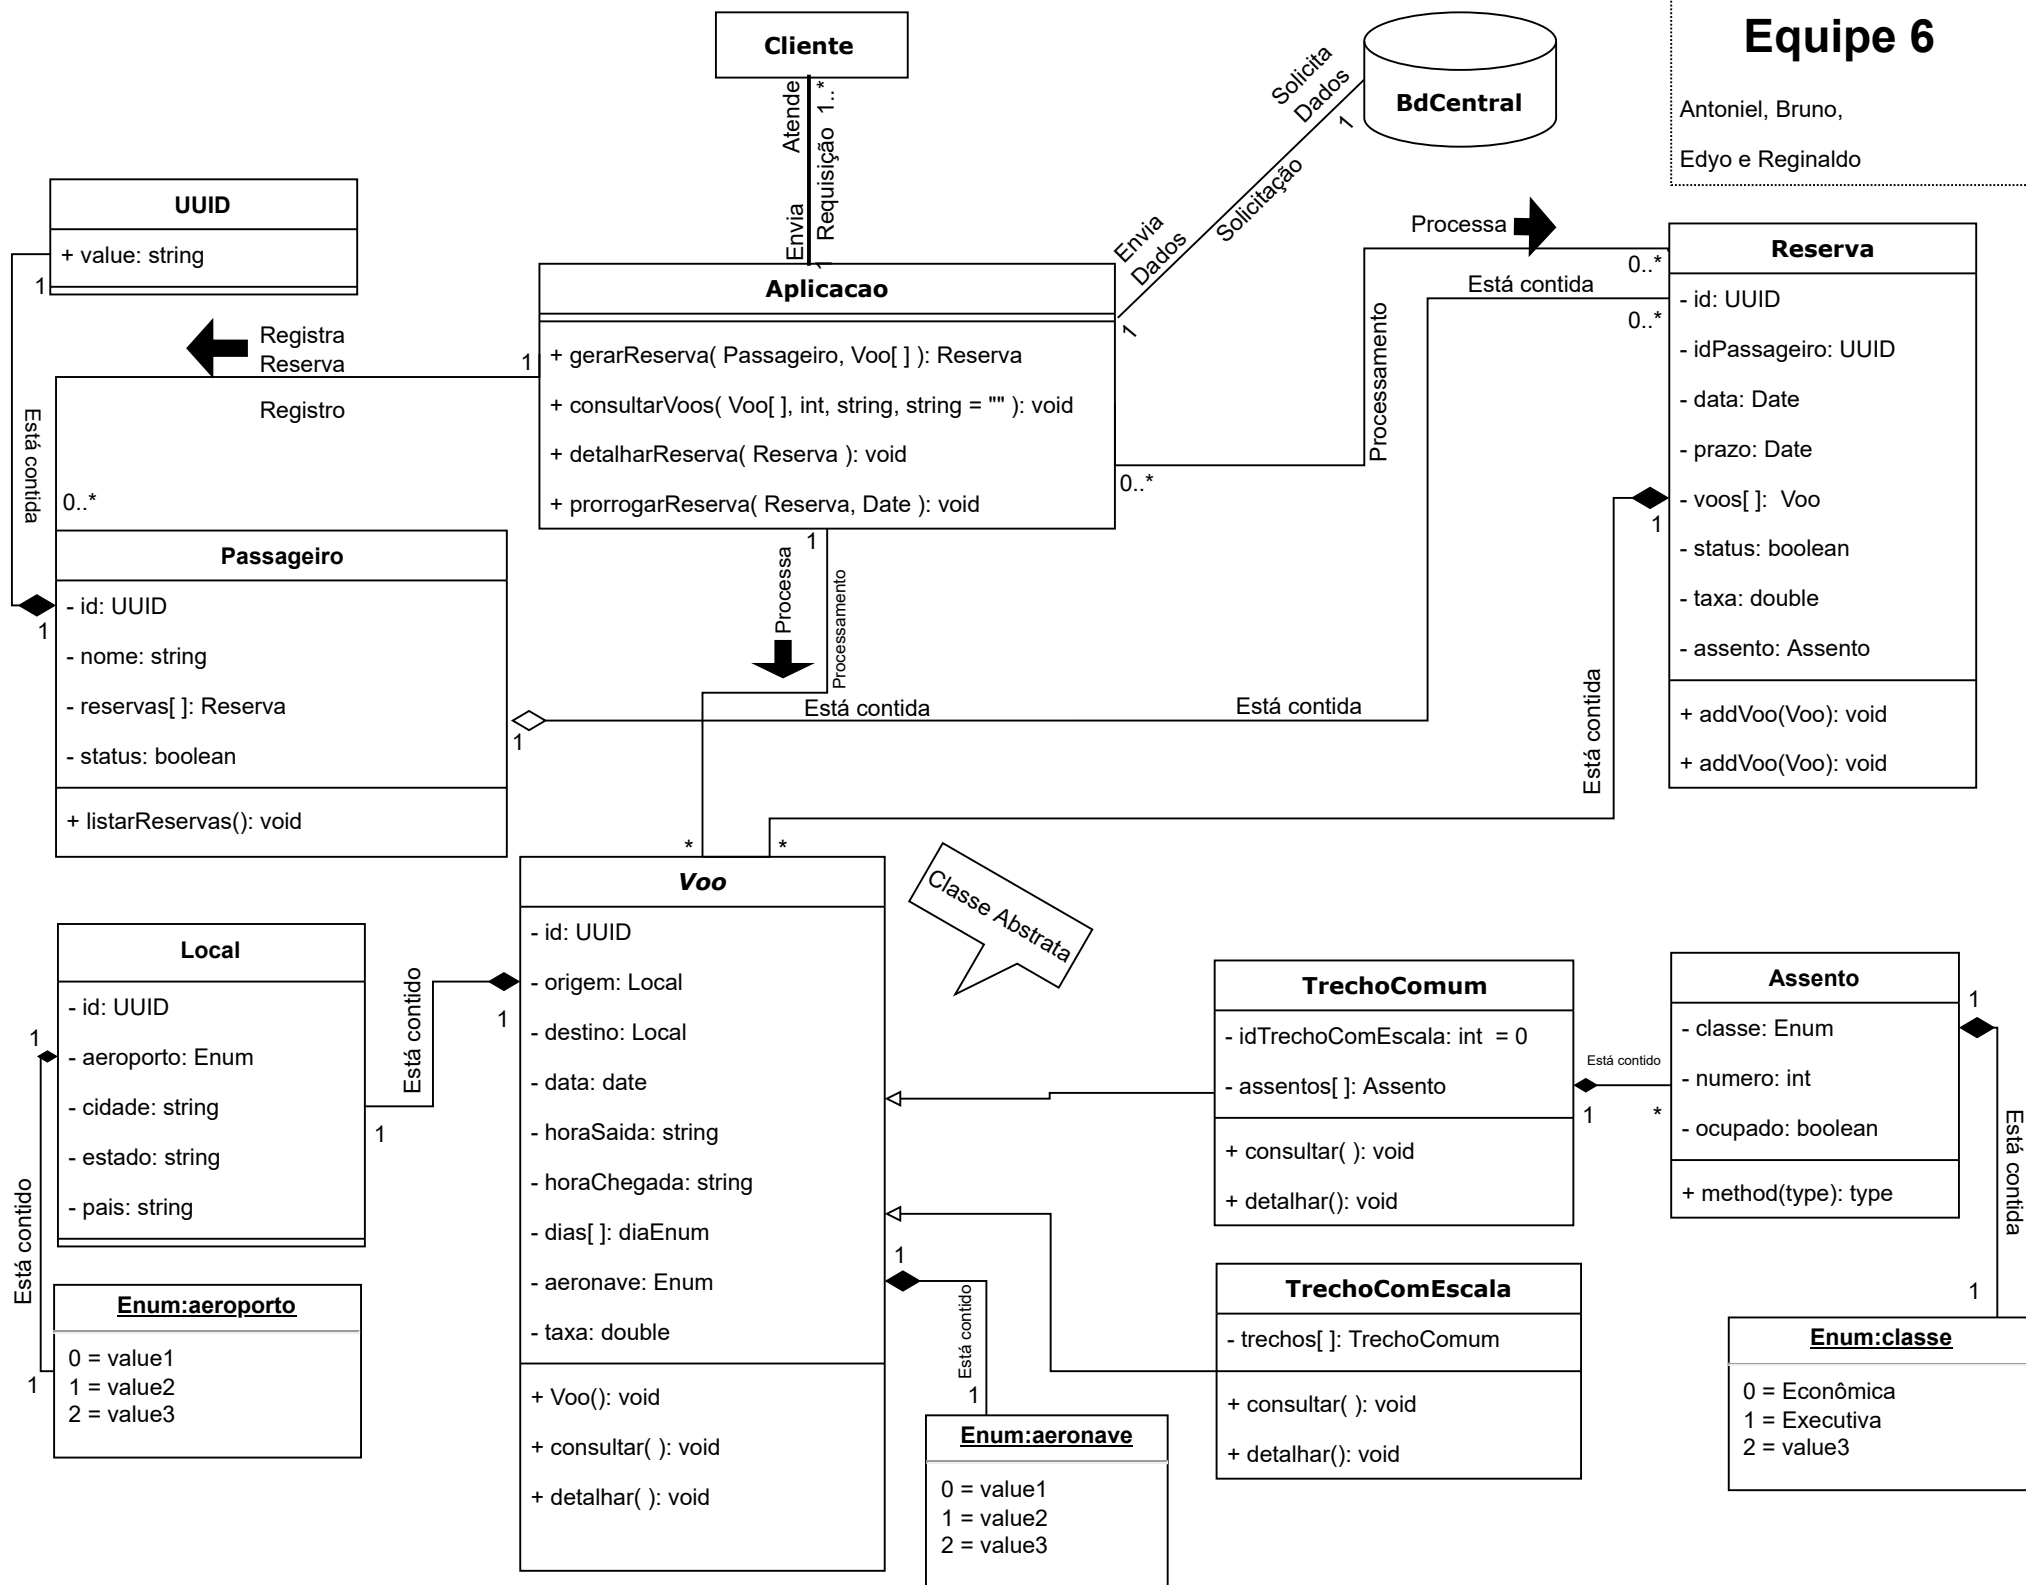 Equipe 6
Antoniel, Bruno,
Edyo e Reginaldo
Cliente
Atende
Envia
Requisição 1..*
1
BdCentral
Solicita
Dados
1
Solicitação
Envia
Dados
1
UUID
+ value: string
1
Está contida
1
Registra
Reserva
Registro
1
0..*
Aplicacao
+ gerarReserva( Passageiro, Voo[ ] ): Reserva
+ consultarVoos( Voo[ ], int, string, string = "" ): void
+ detalharReserva( Reserva ): void
+ prorrogarReserva( Reserva, Date ): void
Processa
0..*
Processamento
0..*
Está contida
0..*
Reserva
- id: UUID
- idPassageiro: UUID
- data: Date
- prazo: Date
- voos[ ]:  Voo
- status: boolean
- taxa: double
- assento: Assento
+ addVoo(Voo): void
+ addVoo(Voo): void
1
Está contida
*
Passageiro
- id: UUID
- nome: string
- reservas[ ]: Reserva
- status: boolean
+ listarReservas(): void
1
Está contida
Está contida
1
Processa
Processamento
*
Voo
- id: UUID
- origem: Local
- destino: Local
- data: date
- horaSaida: string
- horaChegada: string
- dias[ ]: diaEnum
- aeronave: Enum
- taxa: double
+ Voo(): void
+ consultar( ): void
+ detalhar( ): void
Classe Abstrata
Local
- id: UUID
- aeroporto: Enum
- cidade: string
- estado: string
- pais: string
1
Está contido
1
1
Está contido
1
Enum:aeroporto
0 = value1
1 = value2
2 = value3
1
Está contido
1
Enum:aeronave
0 = value1
1 = value2
2 = value3
TrechoComum
- idTrechoComEscala: int  = 0
- assentos[ ]: Assento
+ consultar( ): void
+ detalhar(): void
Está contido
1
*
TrechoComEscala
- trechos[ ]: TrechoComum
+ consultar( ): void
+ detalhar(): void
Assento
- classe: Enum
- numero: int
- ocupado: boolean
+ method(type): type
1
Está contida
1
Enum:classe
0 = Econômica
1 = Executiva
2 = value3